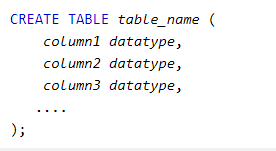 CREATE TABLE table_name (
    column1 datatype,
    column2 datatype,
    column3 datatype,
   ....
);